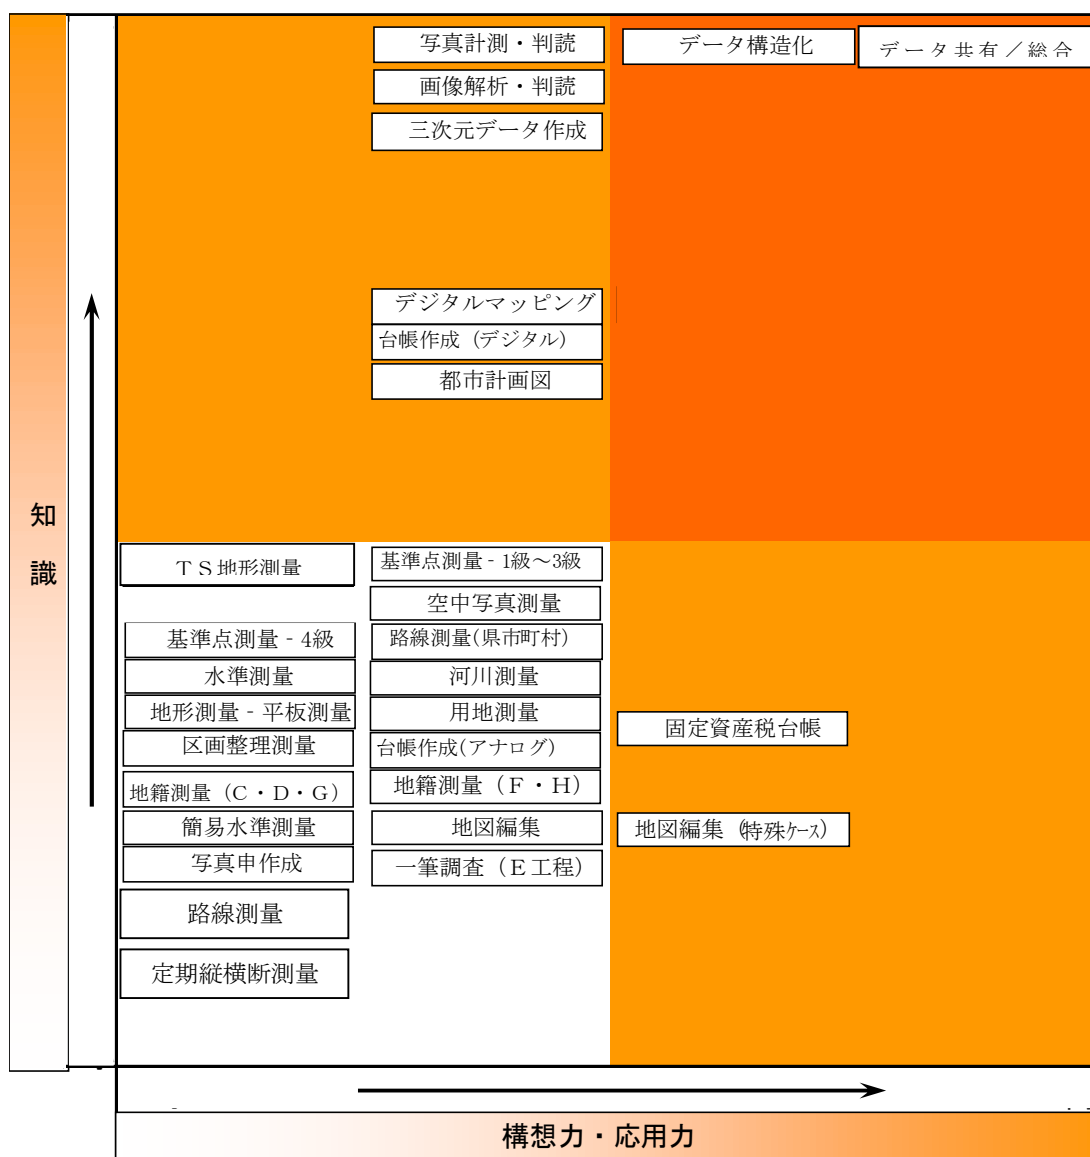 写真計測・判読
データ構造化
データ共有／総合
画像解析・判読
三次元データ作成
デジタルマッピング
台帳作成（デジタル）
都市計画図
知
識
ＴＳ地形測量
基準点測量‐1級～3級
空中写真測量
基準点測量‐4級
路線測量(県市町村)
水準測量
河川測量
地形測量‐平板測量
用地測量
固定資産税台帳
区画整理測量
台帳作成(アナログ)
地籍測量（Ｃ・Ｄ・Ｇ）
地籍測量（Ｆ・Ｈ）
簡易水準測量
地図編集
地図編集（特殊ｹｰｽ）
写真申作成
一筆調査（Ｅ工程）
路線測量
定期縦横断測量
構想力・応用力